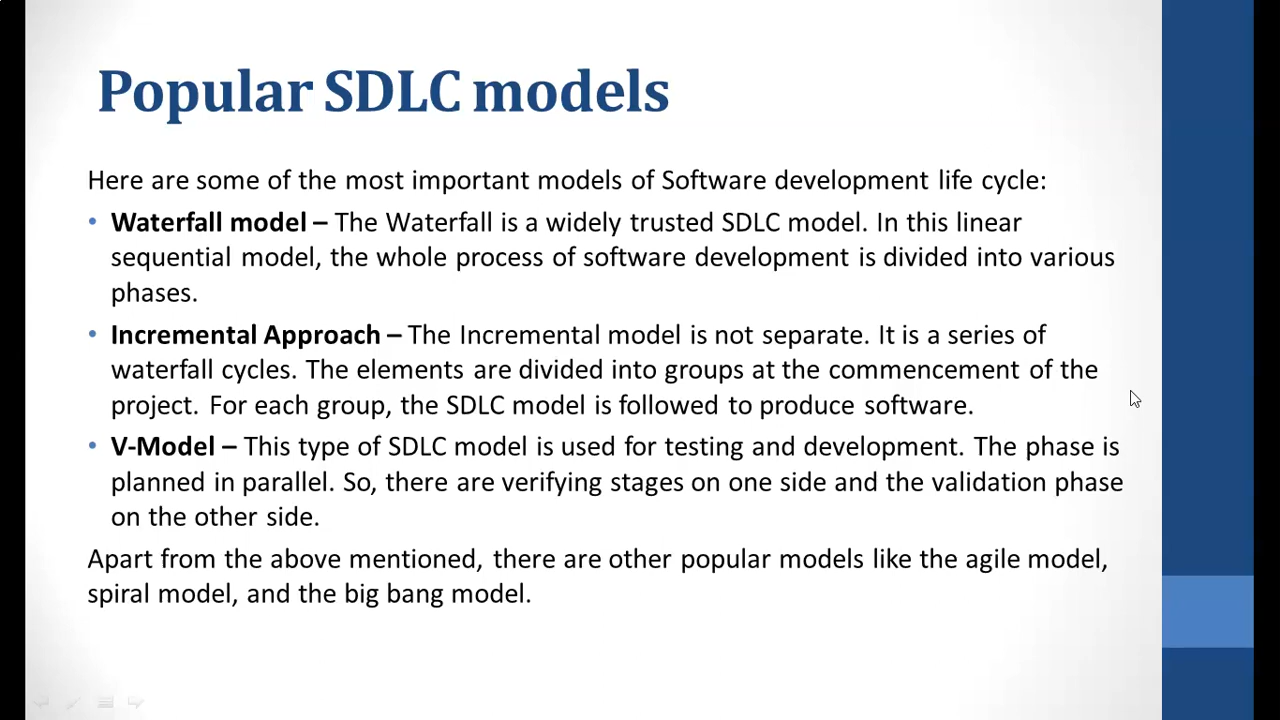 Popular SDLC models
Here are some of the most important models of Software development life cycle:
• Waterfall model – The Waterfall is a widely trusted SDLC model. In this linear
sequential model, the whole process of software development is divided into various
phases.
• Incremental Approach – The Incremental model is not separate. It is a series of
waterfall cycles. The elements are divided into groups at the commencement of the
project. For each group, the SDLC model is followed to produce software.
• V-Model – This type of SDLC model is used for testing and development. The phase is
planned in parallel. So, there are verifying stages on one side and the validation phase
on the other side.
Apart from the above mentioned, there are other popular models like the agile model,
spiral model, and the big bang model.